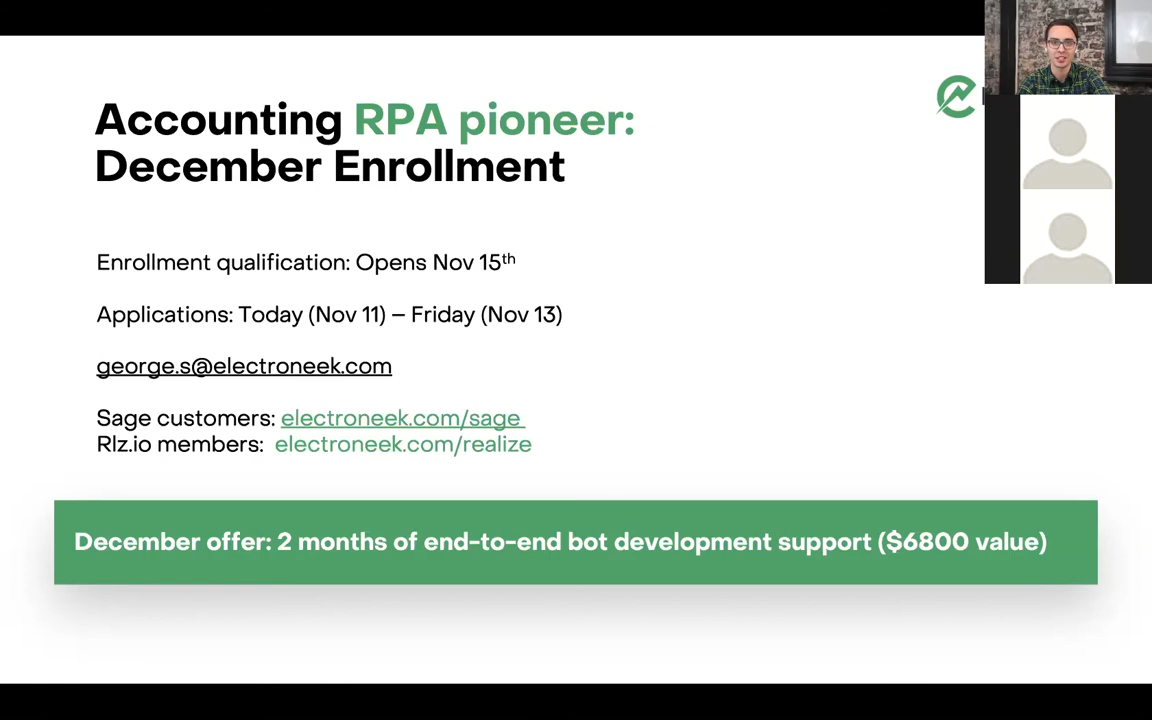 Accounting RPA pioneer:
December Enrollment
Enrollment qualification: Opens Nov 15th
Applications: Today (Nov 11) – Friday (Nov 13)
george.s@electroneek.com
Sage customers: electroneek.com/sage
Rlz.io members: electroneek.com/realize
December offer: 2 months of end-to-end bot development support ($6800 value)